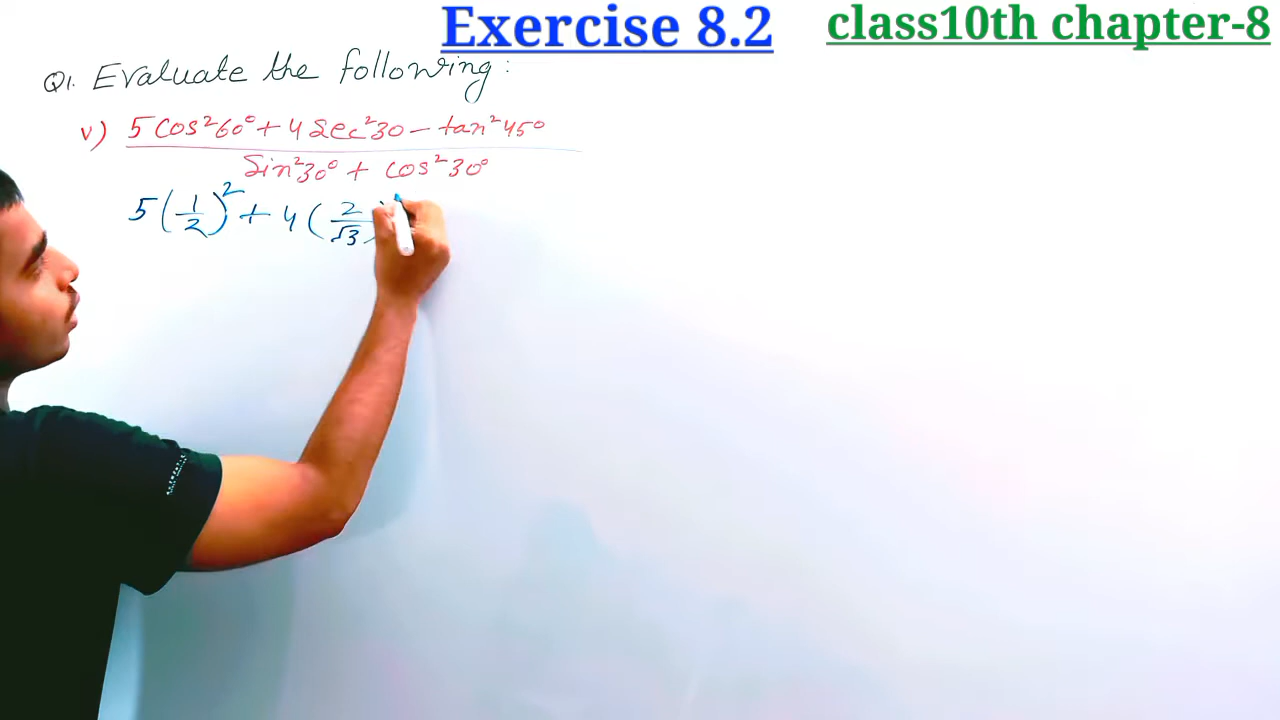 Exercise 8.2 class10th chapter-8
Q1. Evaluate the following:
v) 5 Cos²60° + 4 Sec²30 - tan²45°
Sin²30° + cos²30°
5(1/2)² + 4(2/√3)